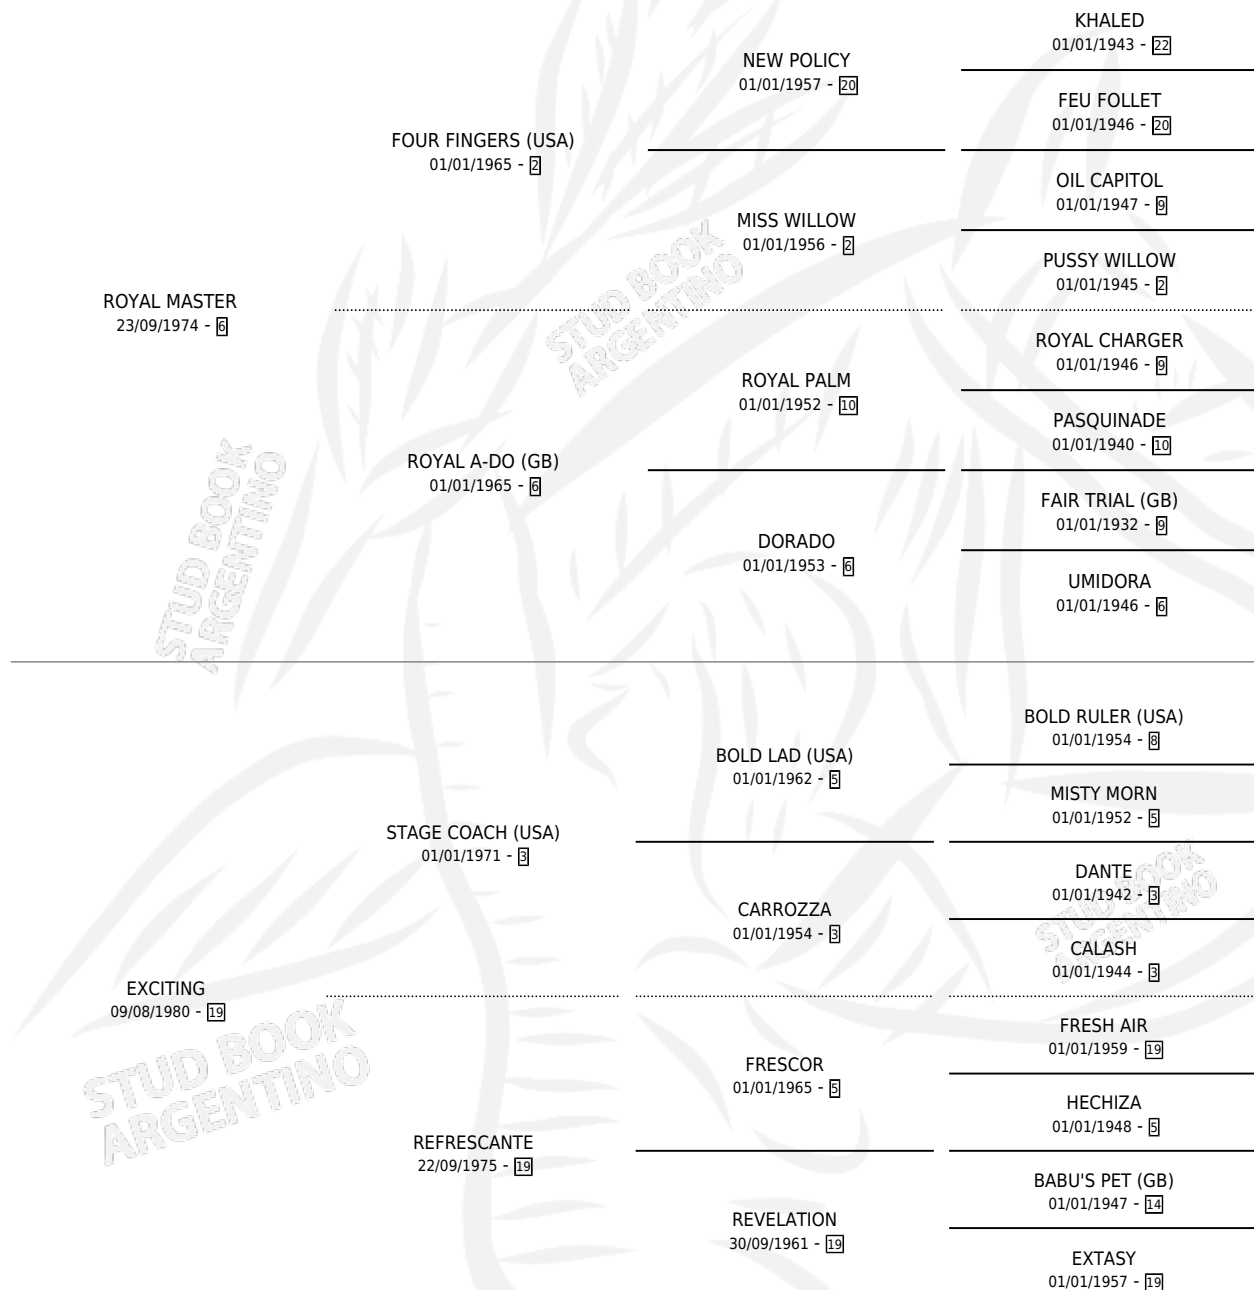 KHALED
01/01/1943 - 22
NEW POLICY
01/01/1957 - 20
FEU FOLLET
01/01/1946 - 20
FOUR FINGERS (USA)
01/01/1965 - 2
OIL CAPITOL
01/01/1947 - 9
MISS WILLOW
01/01/1956 - 2
PUSSY WILLOW
01/01/1945 - 2
ROYAL MASTER
23/09/1974 - 6
STUD BOOK
ARGENTINO
ROYAL CHARGER
01/01/1946 - 9
ROYAL PALM
01/01/1952 - 10
PASQUINADE
01/01/1940 - 10
ROYAL A-DO (GB)
01/01/1965 - 6
FAIR TRIAL (GB)
01/01/1932 - 9
DORADO
01/01/1953 - 6
UMIDORA
01/01/1946 - 6
STUD BOOK
ARGENTINO
BOLD RULER (USA)
01/01/1954 - 8
BOLD LAD (USA)
01/01/1962 - 5
MISTY MORN
01/01/1952 - 5
STAGE COACH (USA)
01/01/1971 - 3
DANTE
01/01/1942 - 3
CARROZZA
01/01/1954 - 3
CALASH
01/01/1944 - 3
STUD BOOK
ARGENTINO
EXCITING
09/08/1980 - 19
STUD BOOK
ARGENTINO
FRESH AIR
01/01/1959 - 19
FRESCOR
01/01/1965 - 5
HECHIZA
01/01/1948 - 5
REFRESCANTE
22/09/1975 - 19
BABU'S PET (GB)
01/01/1947 - 14
REVELATION
30/09/1961 - 19
EXTASY
01/01/1957 - 19